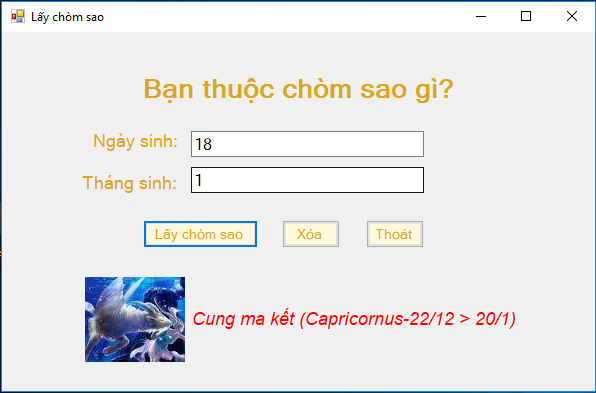 Lấy chòm sao
Bạn thuộc chòm sao gì?
Ngày sinh: 18
Tháng sinh: 1
Lấy chòm sao Xóa Thoát
Cung ma kết (Capricornus-22/12 > 20/1)